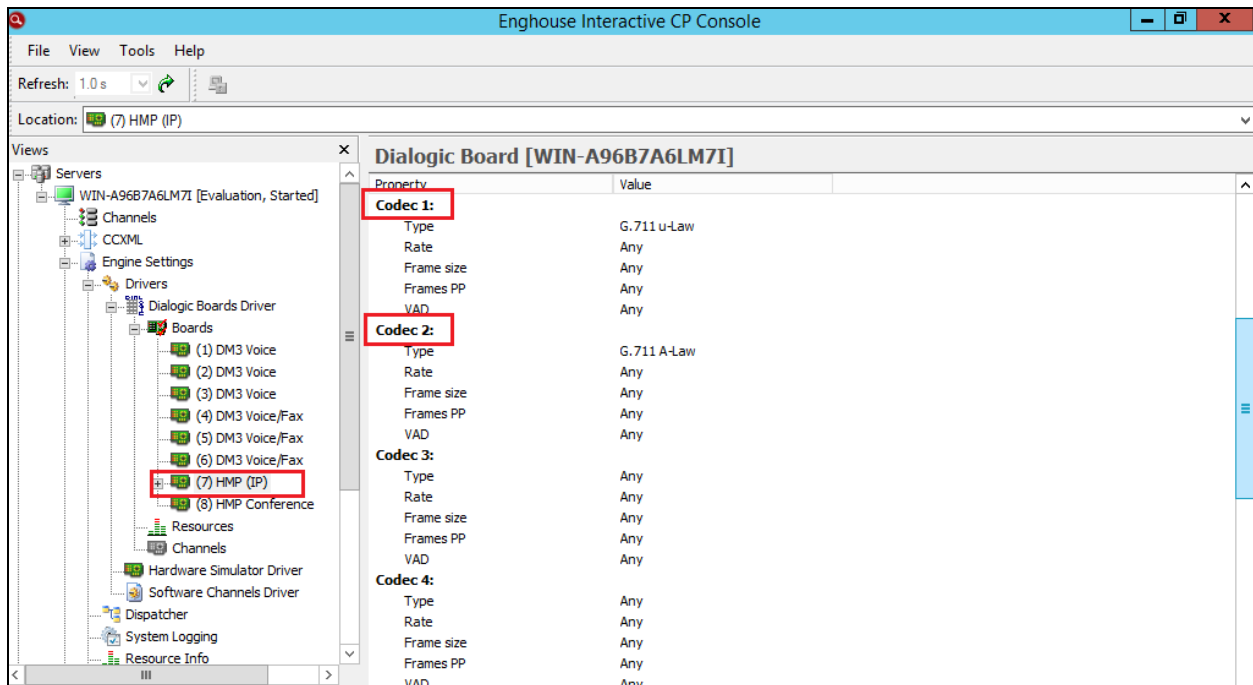 Enghouse Interactive CP Console
File View Tools Help
Refresh: 1.0 s
Location: (7) HMP (IP)
Views x
Servers
WIN-A96B7A6LM7I [Evaluation, Started]
Channels
CCXML
Engine Settings
Drivers
Dialogic Boards Driver
Boards
(1) DM3 Voice
(2) DM3 Voice
(3) DM3 Voice
(4) DM3 Voice/Fax
(5) DM3 Voice/Fax
(6) DM3 Voice/Fax
(7) HMP (IP)
(8) HMP Conference
Resources
Channels
Hardware Simulator Driver
Software Channels Driver
Dispatcher
System Logging
Resource Info
Dialogic Board [WIN-A96B7A6LM7I]
Property Value
Codec 1:
Type G.711 u-Law
Rate Any
Frame size Any
Frames PP Any
VAD Any
Codec 2:
Type G.711 A-Law
Rate Any
Frame size Any
Frames PP Any
VAD Any
Codec 3:
Type Any
Rate Any
Frame size Any
Frames PP Any
VAD Any
Codec 4:
Type Any
Rate Any
Frame size Any
Frames PP Any
VAD Any